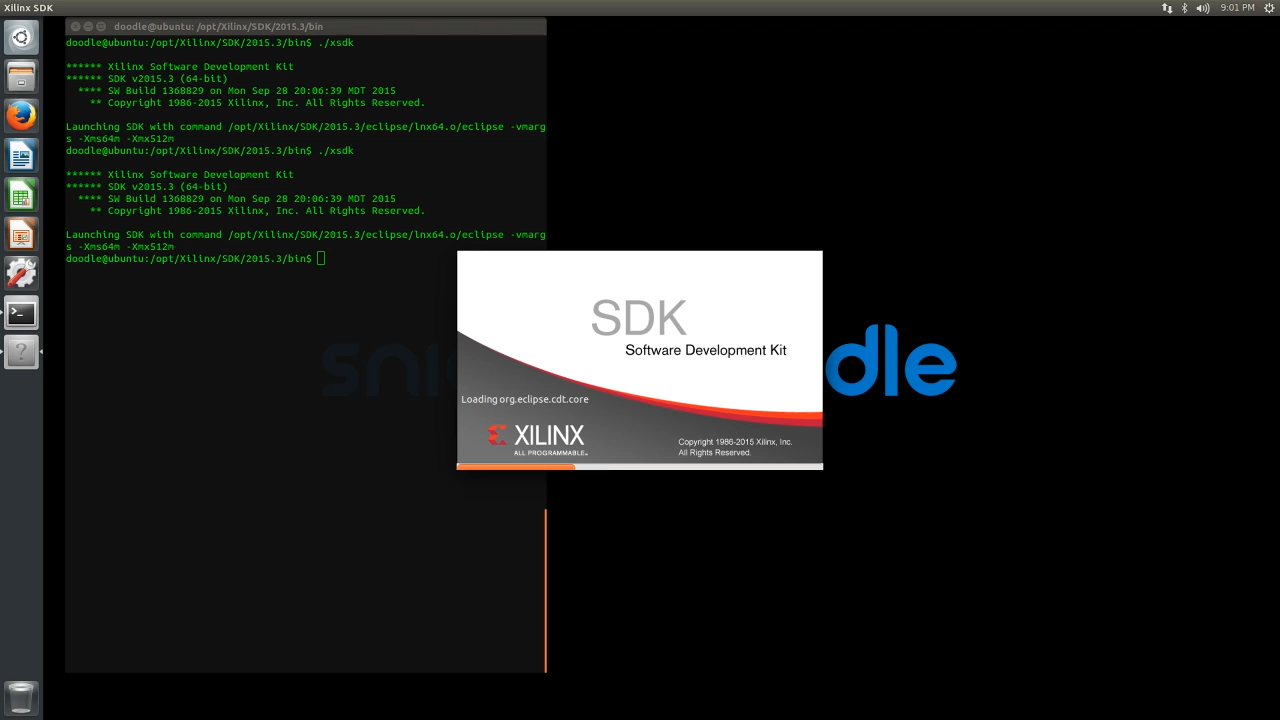 Xilinx SDK
9:01 PM
doodle@ubuntu: /opt/Xilinx/SDK/2015.3/bin
doodle@ubuntu:/opt/Xilinx/SDK/2015.3/bin$ ./xsdk
****** Xilinx Software Development Kit
****** SDK v2015.3 (64-bit)
**** SW Build 1368829 on Mon Sep 28 20:06:39 MDT 2015
** Copyright 1986-2015 Xilinx, Inc. All Rights Reserved.
Launching SDK with command /opt/Xilinx/SDK/2015.3/eclipse/lnx64.o/eclipse -vmarg
s -Xms64m -Xmx512m
doodle@ubuntu:/opt/Xilinx/SDK/2015.3/bin$ ./xsdk
****** Xilinx Software Development Kit
****** SDK v2015.3 (64-bit)
**** SW Build 1368829 on Mon Sep 28 20:06:39 MDT 2015
** Copyright 1986-2015 Xilinx, Inc. All Rights Reserved.
Launching SDK with command /opt/Xilinx/SDK/2015.3/eclipse/lnx64.o/eclipse -vmarg
s -Xms64m -Xmx512m
doodle@ubuntu:/opt/Xilinx/SDK/2015.3/bin$
SDK
Software Development Kit
dle
Loading org.eclipse.cdt.core
XILINX
ALL PROGRAMMABLE™
Copyright 1986-2015 Xilinx, Inc.
All Rights Reserved.